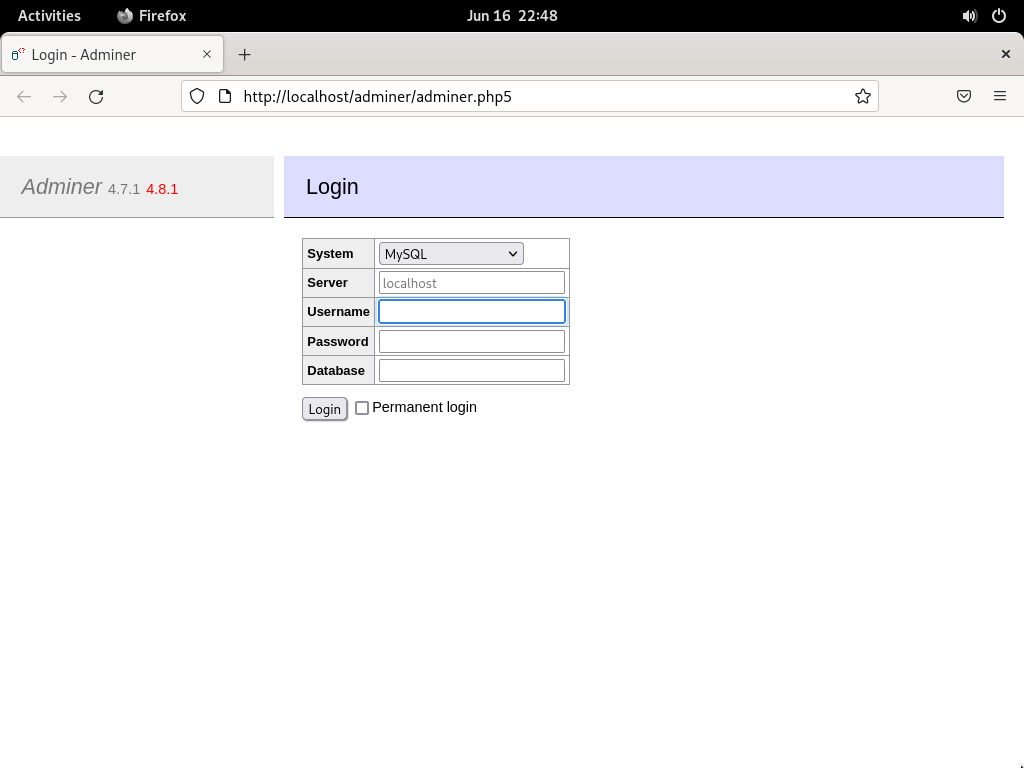 Activities Firefox Jun 16 22:48
Login - Adminer
http://localhost/adminer/adminer.php5
Adminer 4.7.1 4.8.1
Login
System MySQL
Server localhost
Username
Password
Database
Login Permanent login